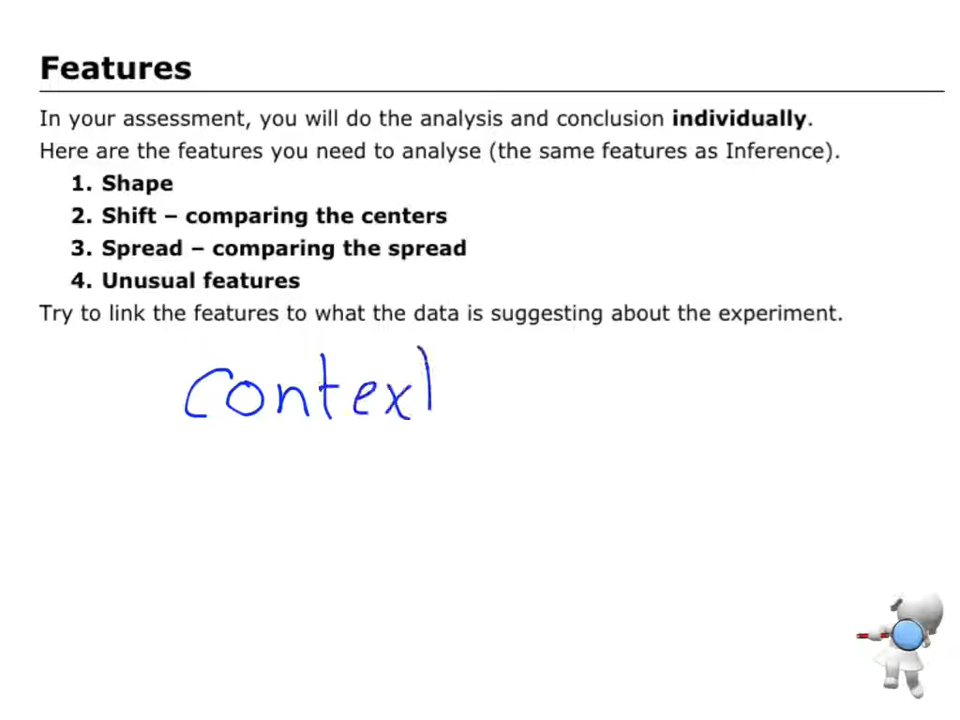 Features
In your assessment, you will do the analysis and conclusion individually.
Here are the features you need to analyse (the same features as Inference).
1. Shape
2. Shift – comparing the centers
3. Spread – comparing the spread
4. Unusual features
Try to link the features to what the data is suggesting about the experiment.
context